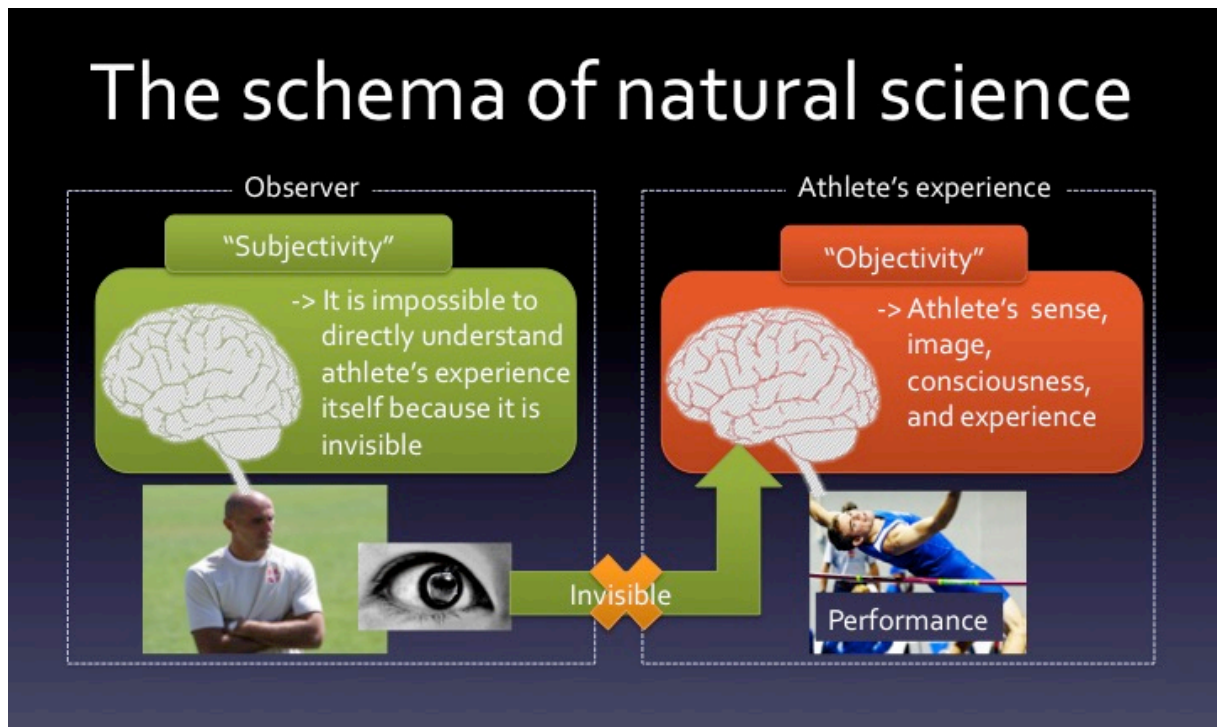 The schema of natural science
Observer
"Subjectivity"
-> It is impossible to
directly understand
athlete's experience
itself because it is
invisible
Invisible
Athlete's experience
"Objectivity"
-> Athlete's sense,
image,
consciousness,
and experience
Performance